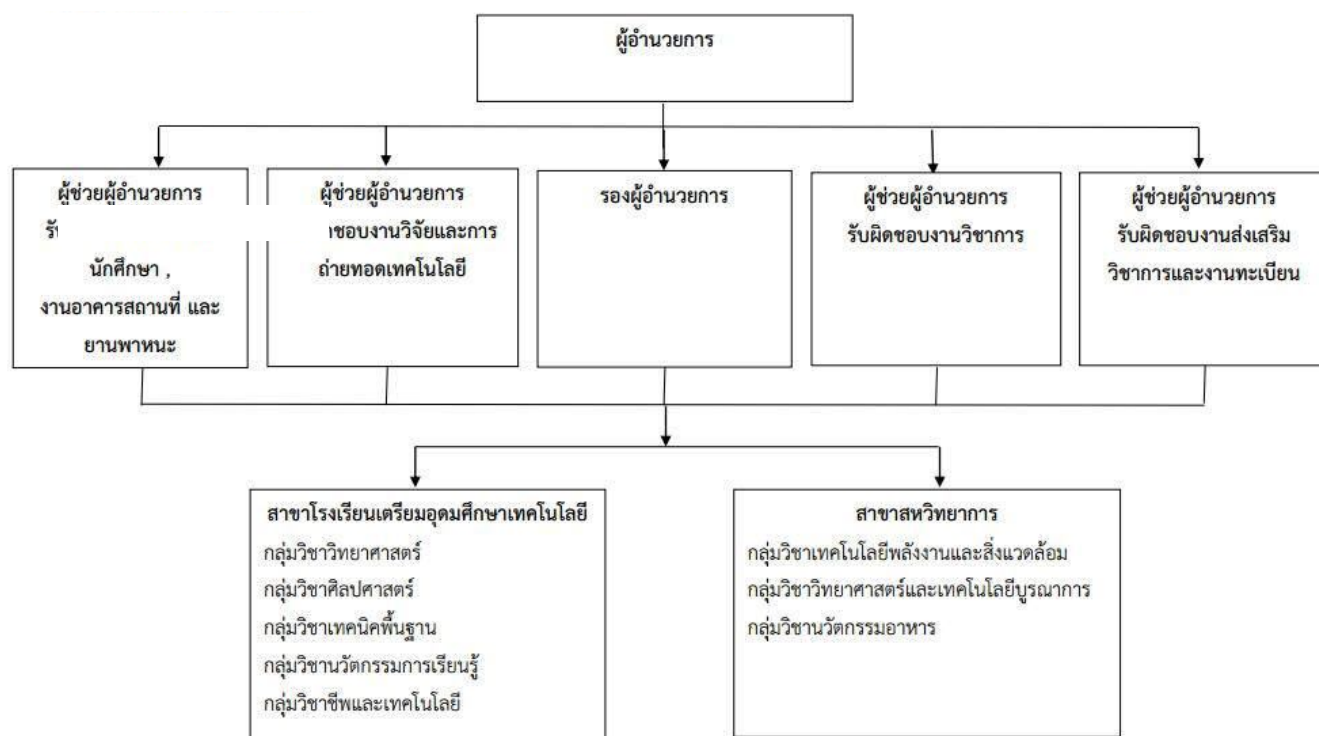 ผู้อำนวยการ
ผู้ช่วยผู้อำนวยการ
นักศึกษา ,
งานอาคารสถานที่ และ
ยานพาหนะ
ผู้ช่วยผู้อำนวยการ
ชอบงานวิจัยและการ
ถ่ายทอดเทคโนโลยี
รองผู้อำนวยการ
ผู้ช่วยผู้อำนวยการ
รับผิดชอบงานวิชาการ
ผู้ช่วยผู้อำนวยการ
รับผิดชอบงานส่งเสริม
วิชาการและงานทะเบียน
สาขาโรงเรียนเตรียมอุดมศึกษาเทคโนโลยี
กลุ่มวิชาวิทยาศาสตร์
กลุ่มวิชาศิลปศาสตร์
กลุ่มวิชาเทคนิคพื้นฐาน
กลุ่มวิชานวัตกรรมการเรียนรู้
กลุ่มวิชาชีพและเทคโนโลยี
สาขาสหวิทยาการ
กลุ่มวิชาเทคโนโลยีพลังงานและสิ่งแวดล้อม
กลุ่มวิชาวิทยาศาสตร์และเทคโนโลยีบูรณาการ
กลุ่มวิชานวัตกรรมอาหาร